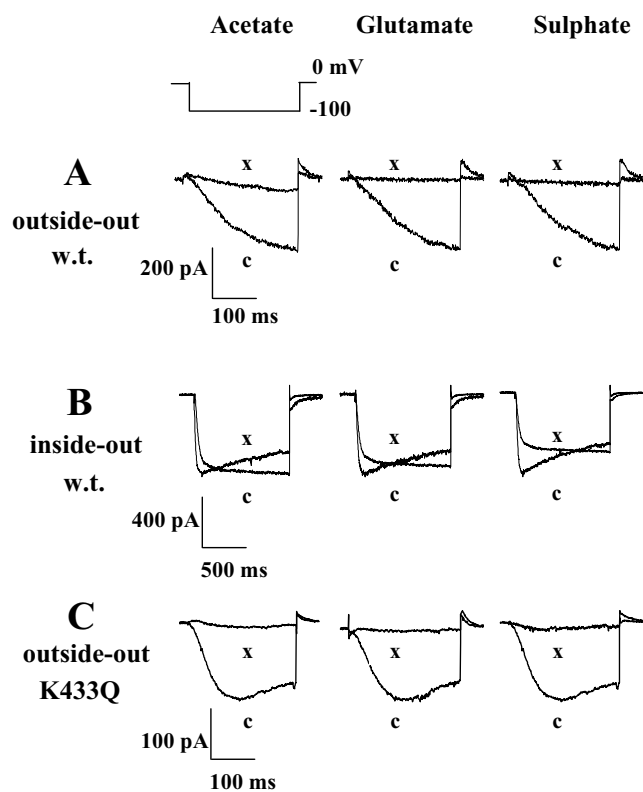 Acetate Glutamate Sulphate
0 mV
-100
A
outside-out
w.t.
x x x
c c c
200 pA
100 ms
B
inside-out
w.t.
x x x
c c c
400 pA
500 ms
C
outside-out
K433Q
x x x
c c c
100 pA
100 ms